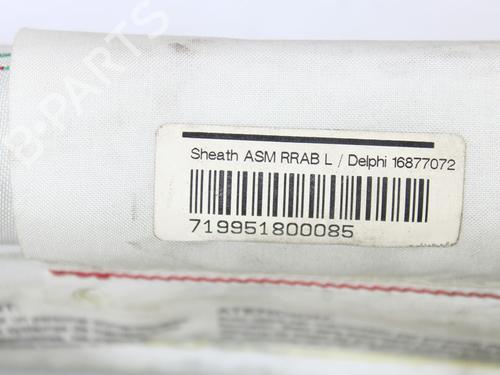 B-PARTS
Sheath ASM RRAB L / Delphi 16877072
719951800085